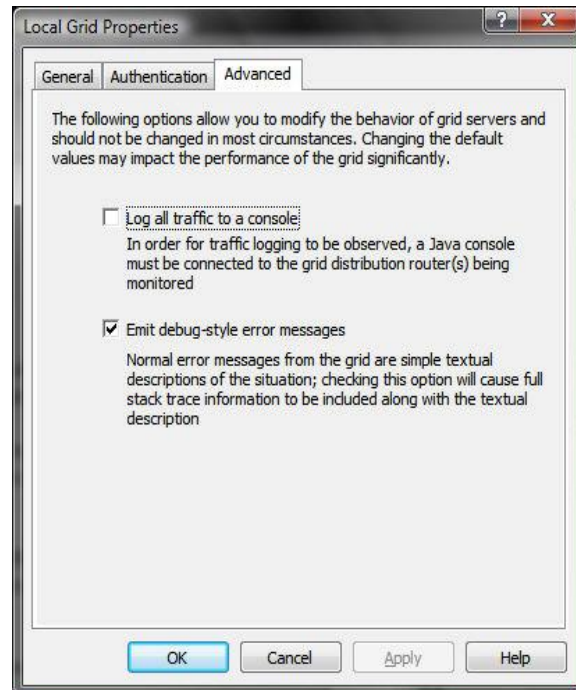 Local Grid Properties
? X
General Authentication Advanced
The following options allow you to modify the behavior of grid servers and
should not be changed in most circumstances. Changing the default
values may impact the performance of the grid significantly.
Log all traffic to a console
In order for traffic logging to be observed, a Java console
must be connected to the grid distribution router(s) being
monitored
Emit debug-style error messages
Normal error messages from the grid are simple textual
descriptions of the situation; checking this option will cause full
stack trace information to be included along with the textual
description
OK Cancel Apply Help